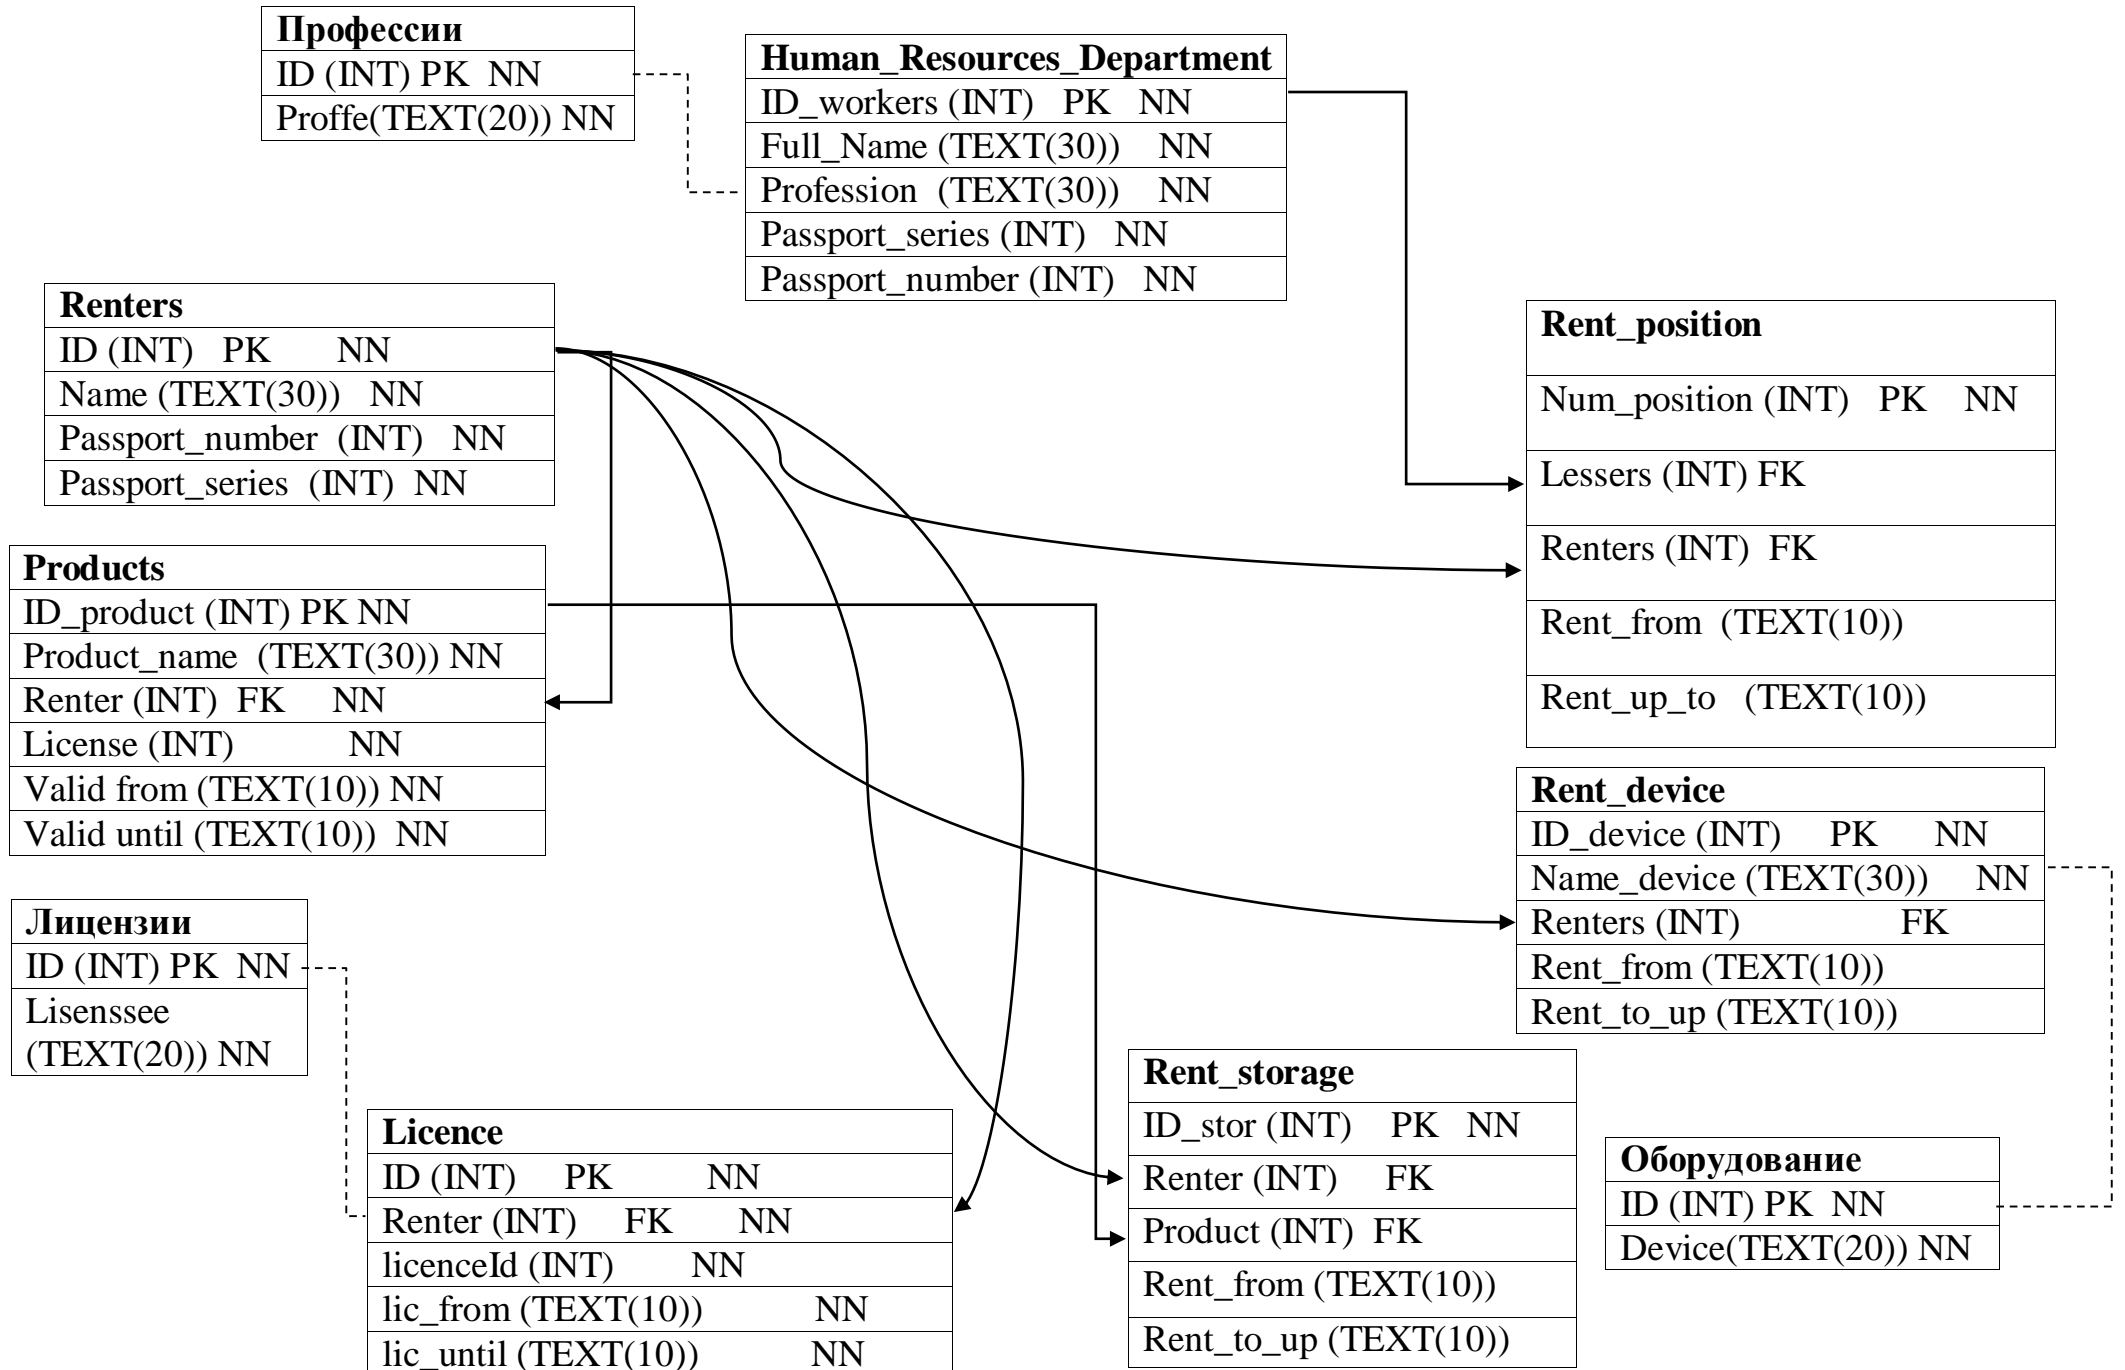 Профессии
ID (INT) PK NN
Proffe(TEXT(20)) NN
Human_Resources_Department
ID_workers (INT) PK NN
Full_Name (TEXT(30)) NN
Profession (TEXT(30)) NN
Passport_series (INT) NN
Passport_number (INT) NN
Renters
ID (INT) PK NN
Name (TEXT(30)) NN
Passport_number (INT) NN
Passport_series (INT) NN
Rent_position
Num_position (INT) PK NN
Lessers (INT) FK
Renters (INT) FK
Rent_from (TEXT(10))
Rent_up_to (TEXT(10))
Products
ID_product (INT) PK NN
Product_name (TEXT(30)) NN
Renter (INT) FK NN
License (INT) NN
Valid from (TEXT(10)) NN
Valid until (TEXT(10)) NN
Rent_device
ID_device (INT) PK NN
Name_device (TEXT(30)) NN
Renters (INT) FK
Rent_from (TEXT(10))
Rent_to_up (TEXT(10))
Лицензии
ID (INT) PK NN
Lisenssee
(TEXT(20)) NN
Licence
ID (INT) PK NN
Renter (INT) FK NN
licenceId (INT) NN
lic_from (TEXT(10)) NN
lic_until (TEXT(10)) NN
Rent_storage
ID_stor (INT) PK NN
Renter (INT) FK
Product (INT) FK
Rent_from (TEXT(10))
Rent_to_up (TEXT(10))
Оборудование
ID (INT) PK NN
Device(TEXT(20)) NN